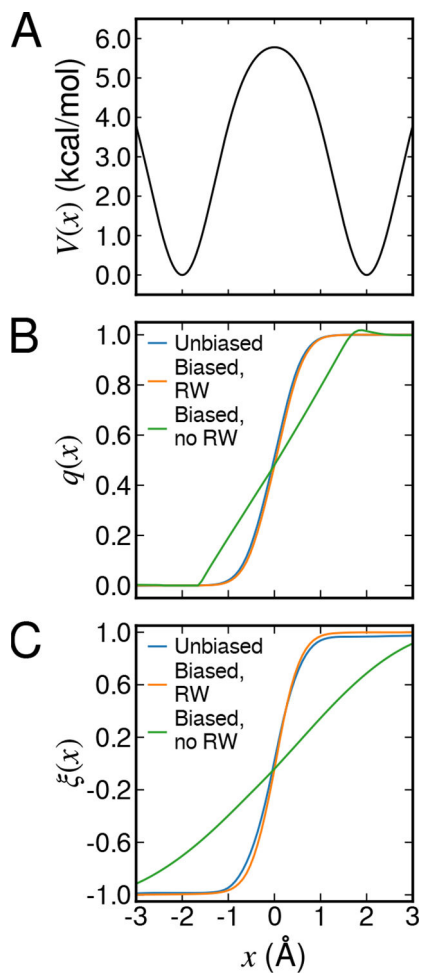 A
V(x) (kcal/mol)
6.0
5.0
4.0
3.0
2.0
1.0
0.0
B
q(x)
1.0
0.8
0.6
0.4
0.2
0.0
Unbiased
Biased,
RW
Biased,
no RW
C
ξ(x)
1.0
0.6
0.2
-0.2
-0.6
-1.0
Unbiased
Biased,
RW
Biased,
no RW
-3 -2 -1 0 1 2 3
x (Å)